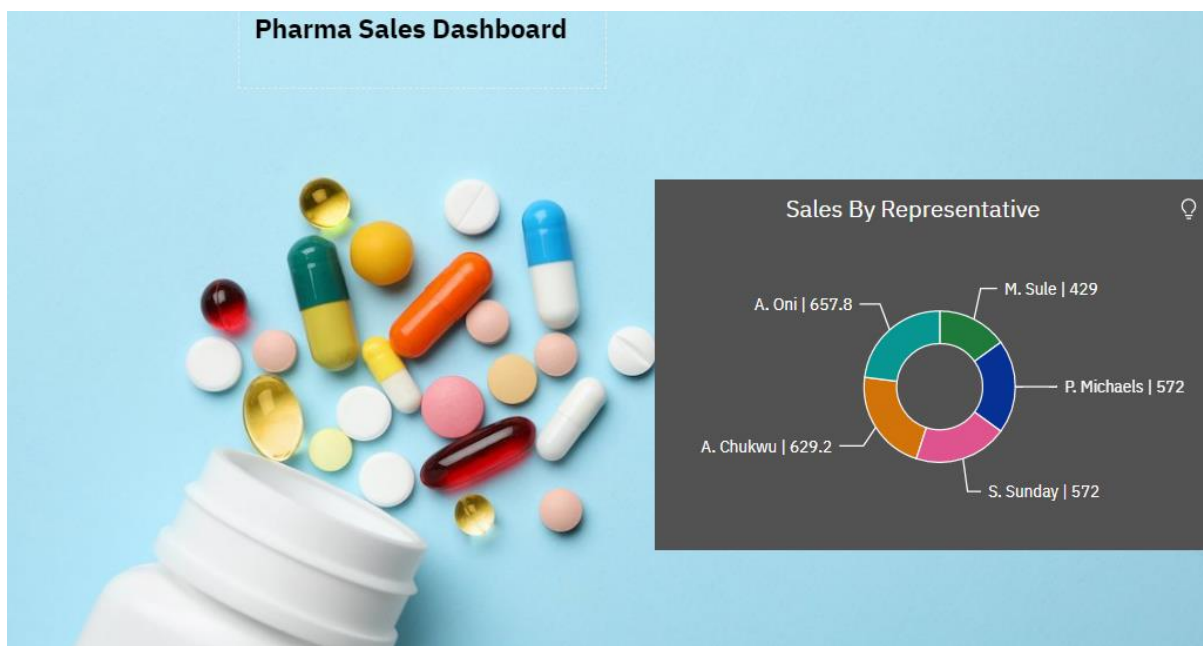 Pharma Sales Dashboard
Sales By Representative
M. Sule | 429
A. Oni | 657.8
P. Michaels | 572
A. Chukwu | 629.2
S. Sunday | 572